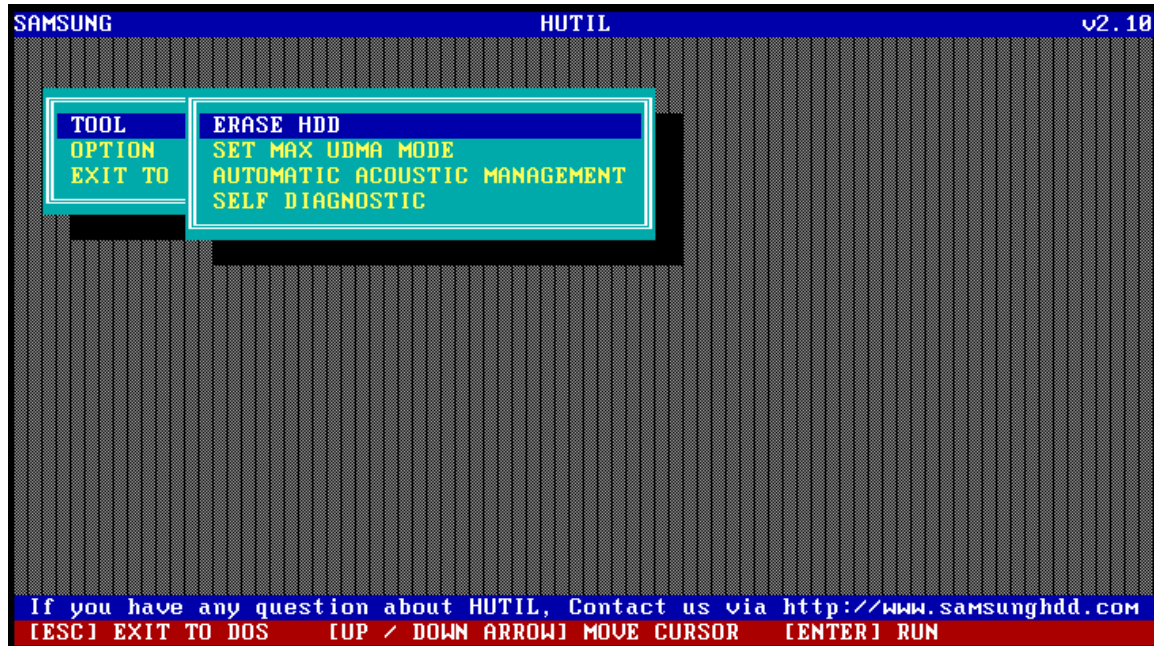 SAMSUNG HUTIL v2.10
TOOL ERASE HDD
OPTION SET MAX UDMA MODE
EXIT TO AUTOMATIC ACOUSTIC MANAGEMENT
SELF DIAGNOSTIC
If you have any question about HUTIL, Contact us via http://www.samsunghdd.com
[ESC] EXIT TO DOS [UP / DOWN ARROW] MOVE CURSOR [ENTER] RUN